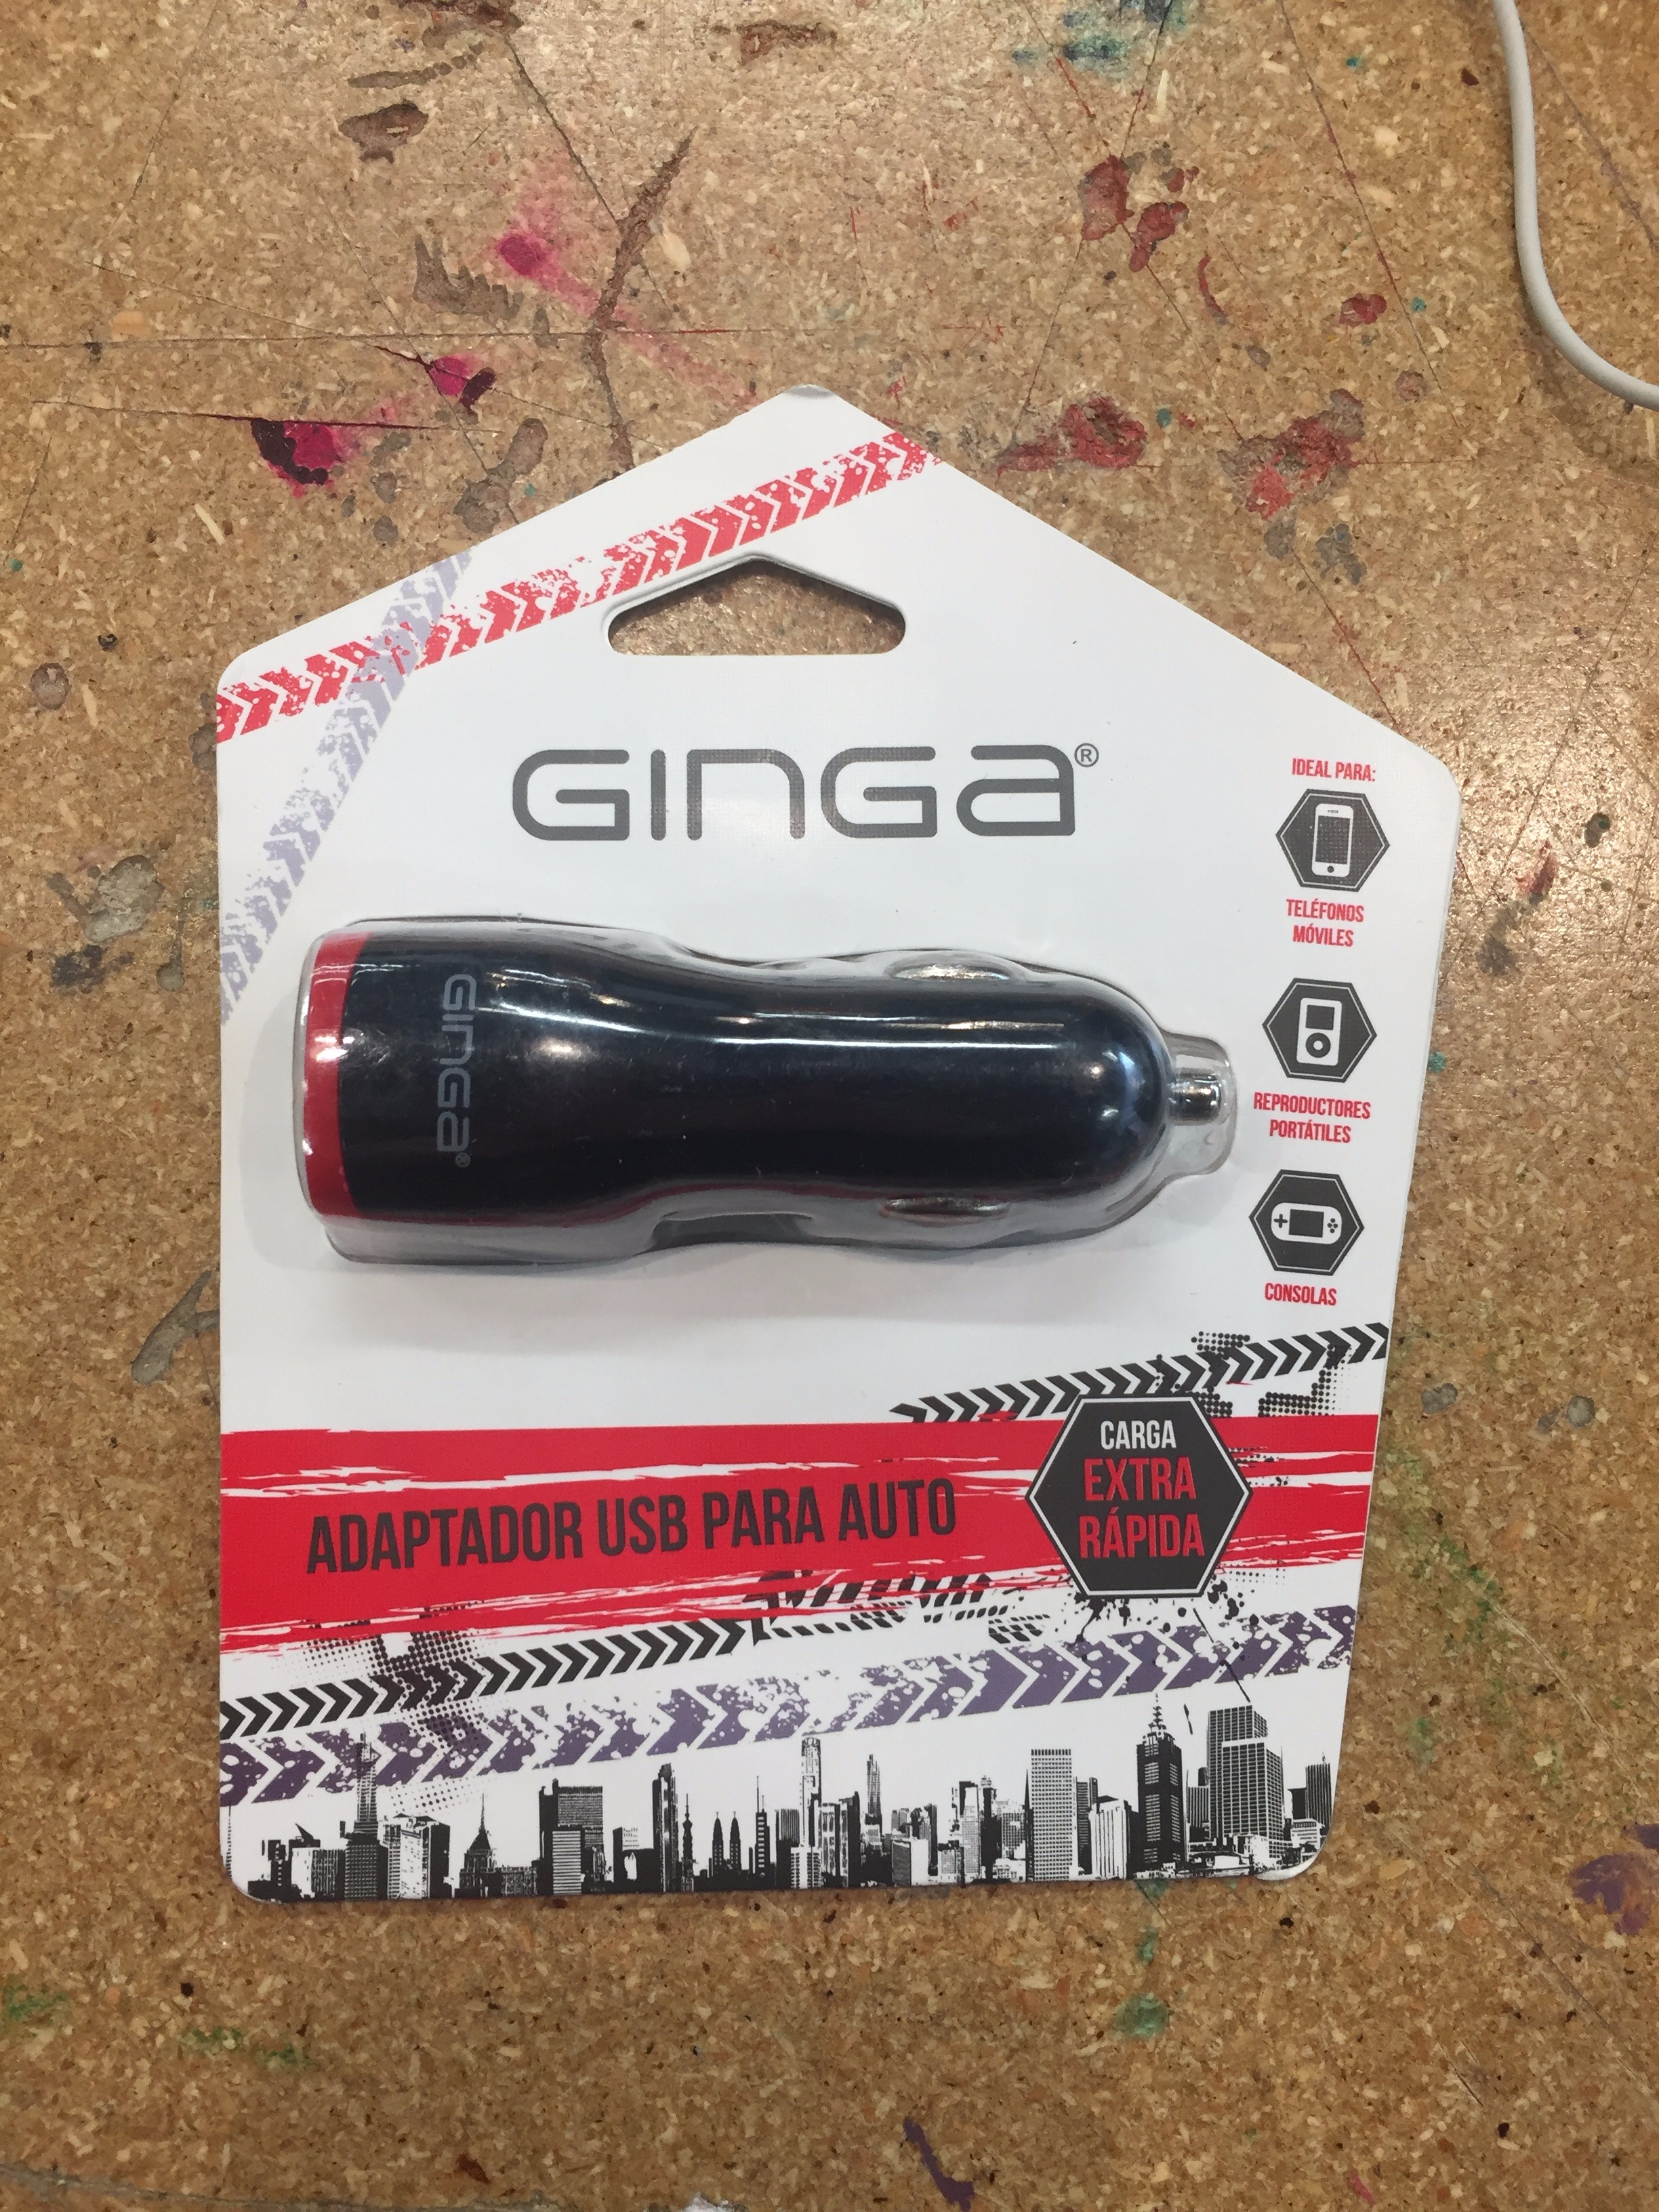 GINGA®
IDEAL PARA:
TELÉFONOS
MÓVILES
REPRODUCTORES
PORTÁTILES
CONSOLAS
GINGA®
CARGA
EXTRA
RÁPIDA
ADAPTADOR USB PARA AUTO